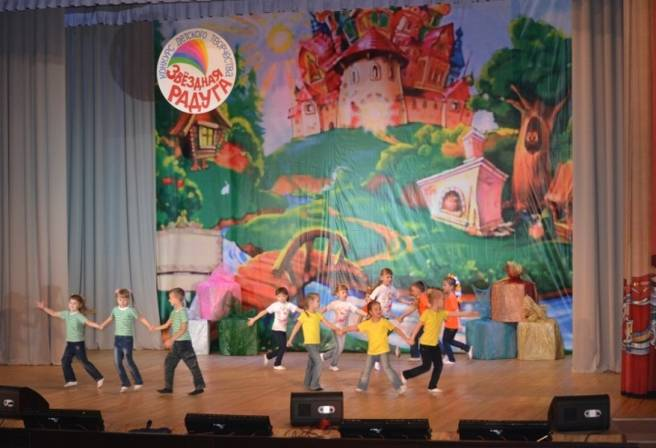 КОНКУРС ДЕТСКОГО ТВОРЧЕСТВА
ЗВЁЗДНАЯ
РАДУГА